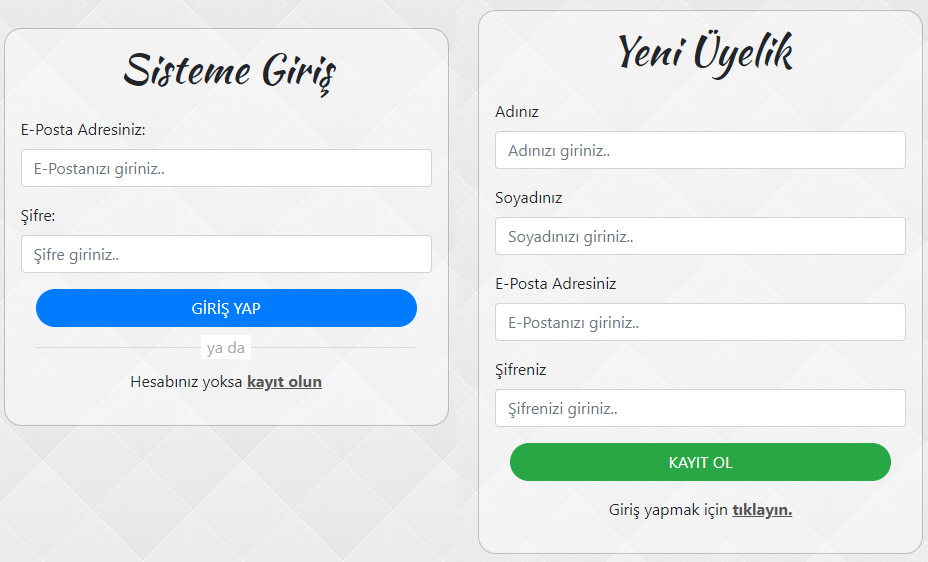 Sisteme Giriş
E-Posta Adresiniz:
E-Postanızı giriniz..
Şifre:
Şifre giriniz..
GİRİŞ YAP
ya da
Hesabınız yoksa kayıt olun
Yeni Üyelik
Adınız
Adınızı giriniz..
Soyadınız
Soyadınızı giriniz..
E-Posta Adresiniz
E-Postanızı giriniz..
Şifreniz
Şifrenizi giriniz..
KAYIT OL
Giriş yapmak için tıklayın.